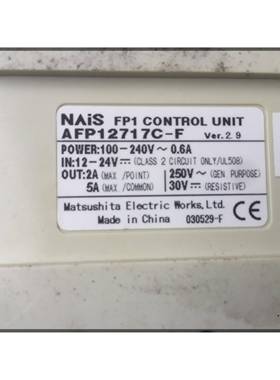 NAiS FP1 CONTROL UNIT
AFP12717C-F Ver.2.9
POWER:100-240V～0.6A
IN:12-24V⎓(CLASS 2 CIRCUIT ONLY/UL508)
OUT:2A(MAX /POINT) 250V～(GEN PURPOSE)
5A(MAX /COMMON) 30V⎓(RESISTIVE)
Matsushita Electric Works,Ltd.
Made in China 030529-F CE